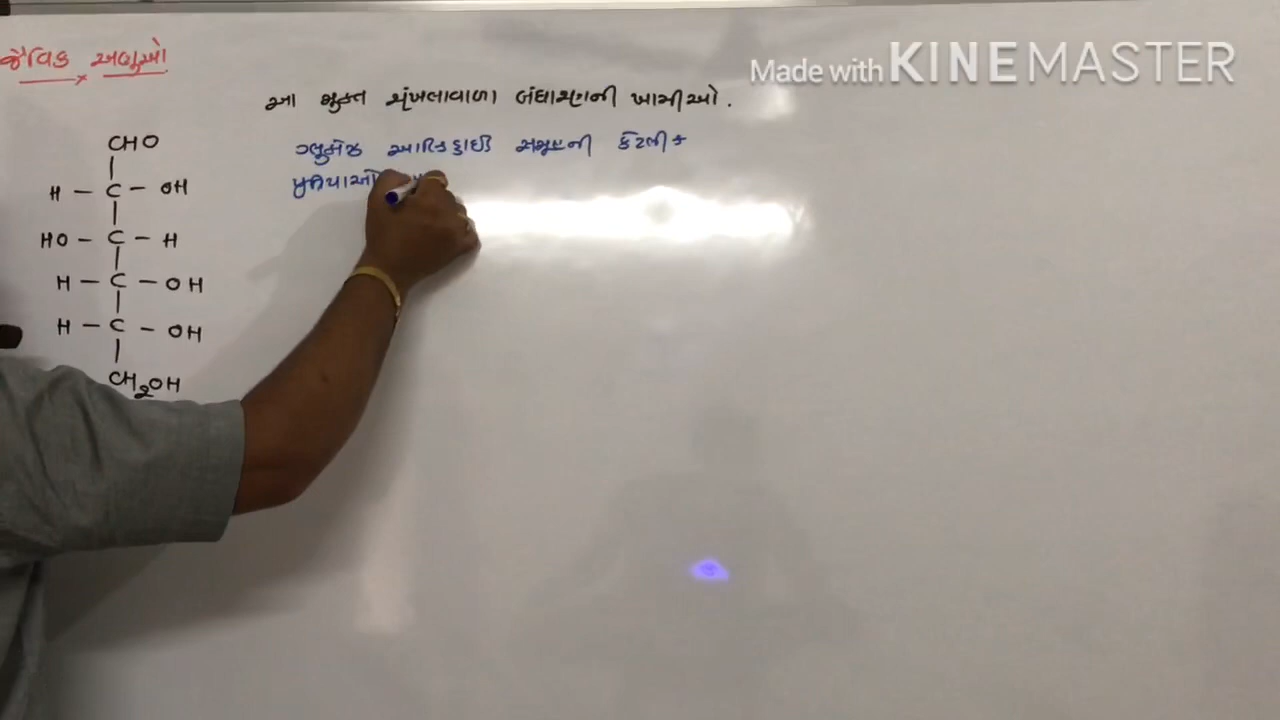 જૈવિક અણુઓ
Made with KINEMASTER
આ મુક્ત શૃંખલાવાળા બંધારણની ખામીઓ .
ગ્લુકોઝ આલ્ડિહાઈડ સમૂહની કેટલીક
પ્રક્રિયાઓ
CHO
|
H – C – OH
|
HO – C – H
|
H – C – OH
|
H – C – OH
|
CH2OH